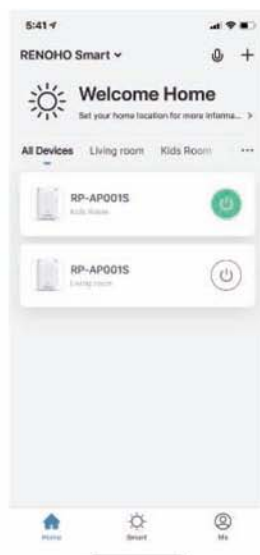 5:41
RENOHO Smart
Welcome Home
Set your home location for more informa...
All Devices Living room Kids Room ...
RP-AP001S
Kids Room
RP-AP001S
Living room
Home Smart Me